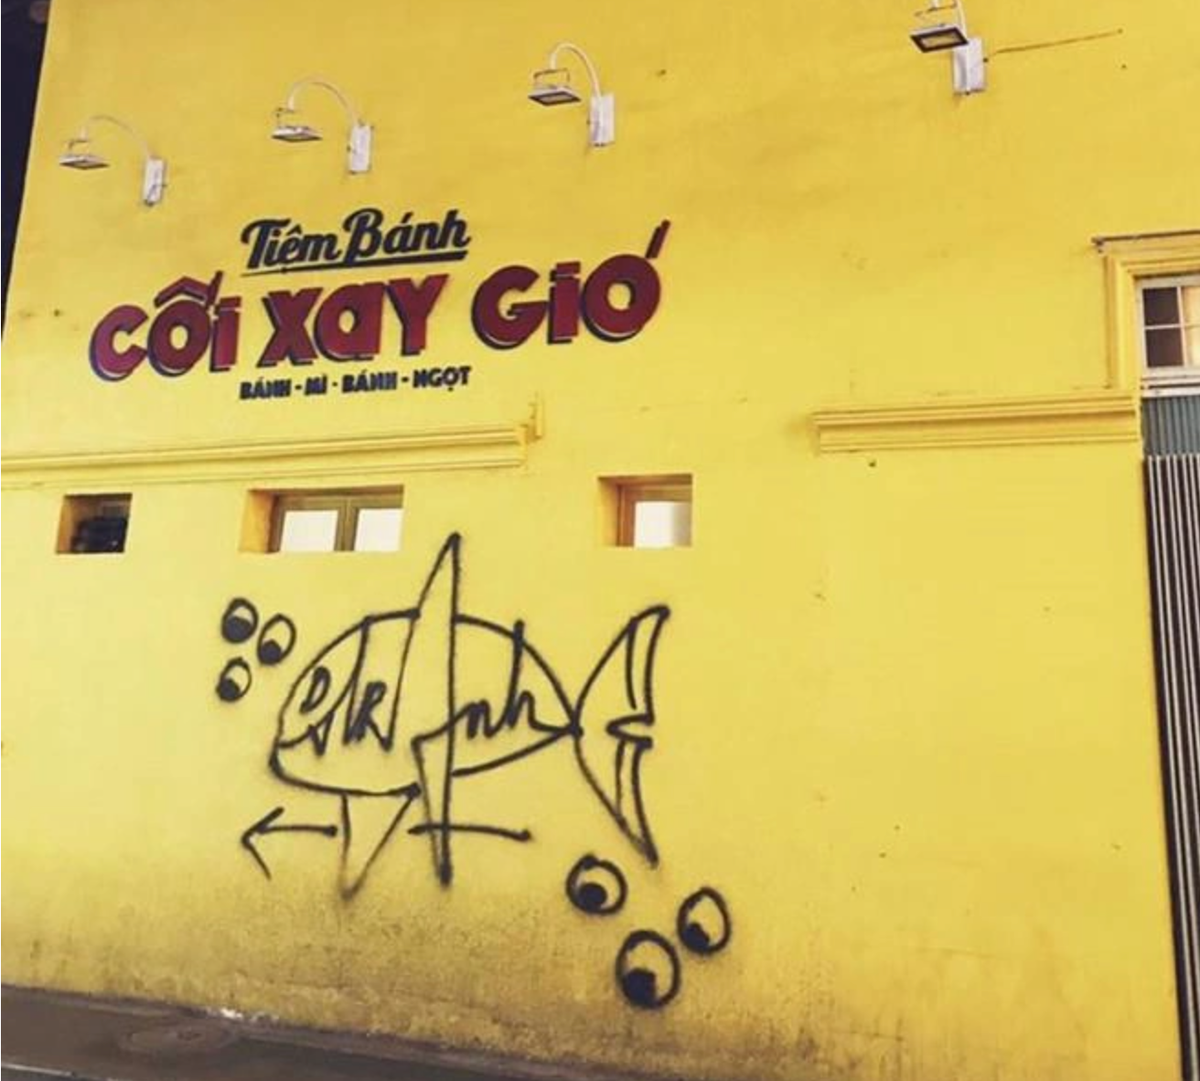 Tiệm Bánh
CỐI XAY GIÓ
BÁNH - MÌ - BÁNH - NGỌT